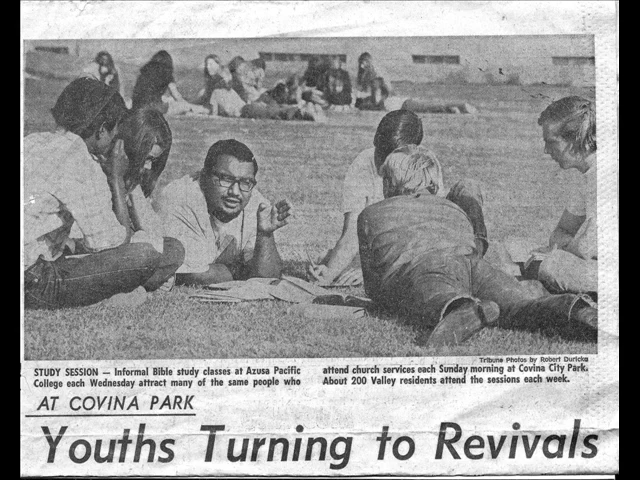 Tribune Photos by Robert Duricka
STUDY SESSION — Informal Bible study classes at Azusa Pacific
College each Wednesday attract many of the same people who
attend church services each Sunday morning at Covina City Park.
About 200 Valley residents attend the sessions each week.
AT COVINA PARK
Youths Turning to Revivals